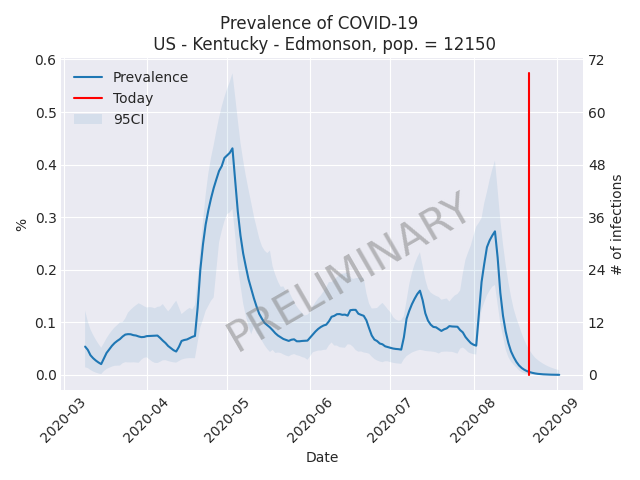 Prevalence of COVID-19
US - Kentucky - Edmonson, pop. = 12150
Prevalence
Today
95CI
PRELIMINARY
%
0.6
0.5
0.4
0.3
0.2
0.1
0.0
72
60
48
36
24
12
0
# of infections
2020-03
2020-04
2020-05
2020-06
2020-07
2020-08
2020-09
Date